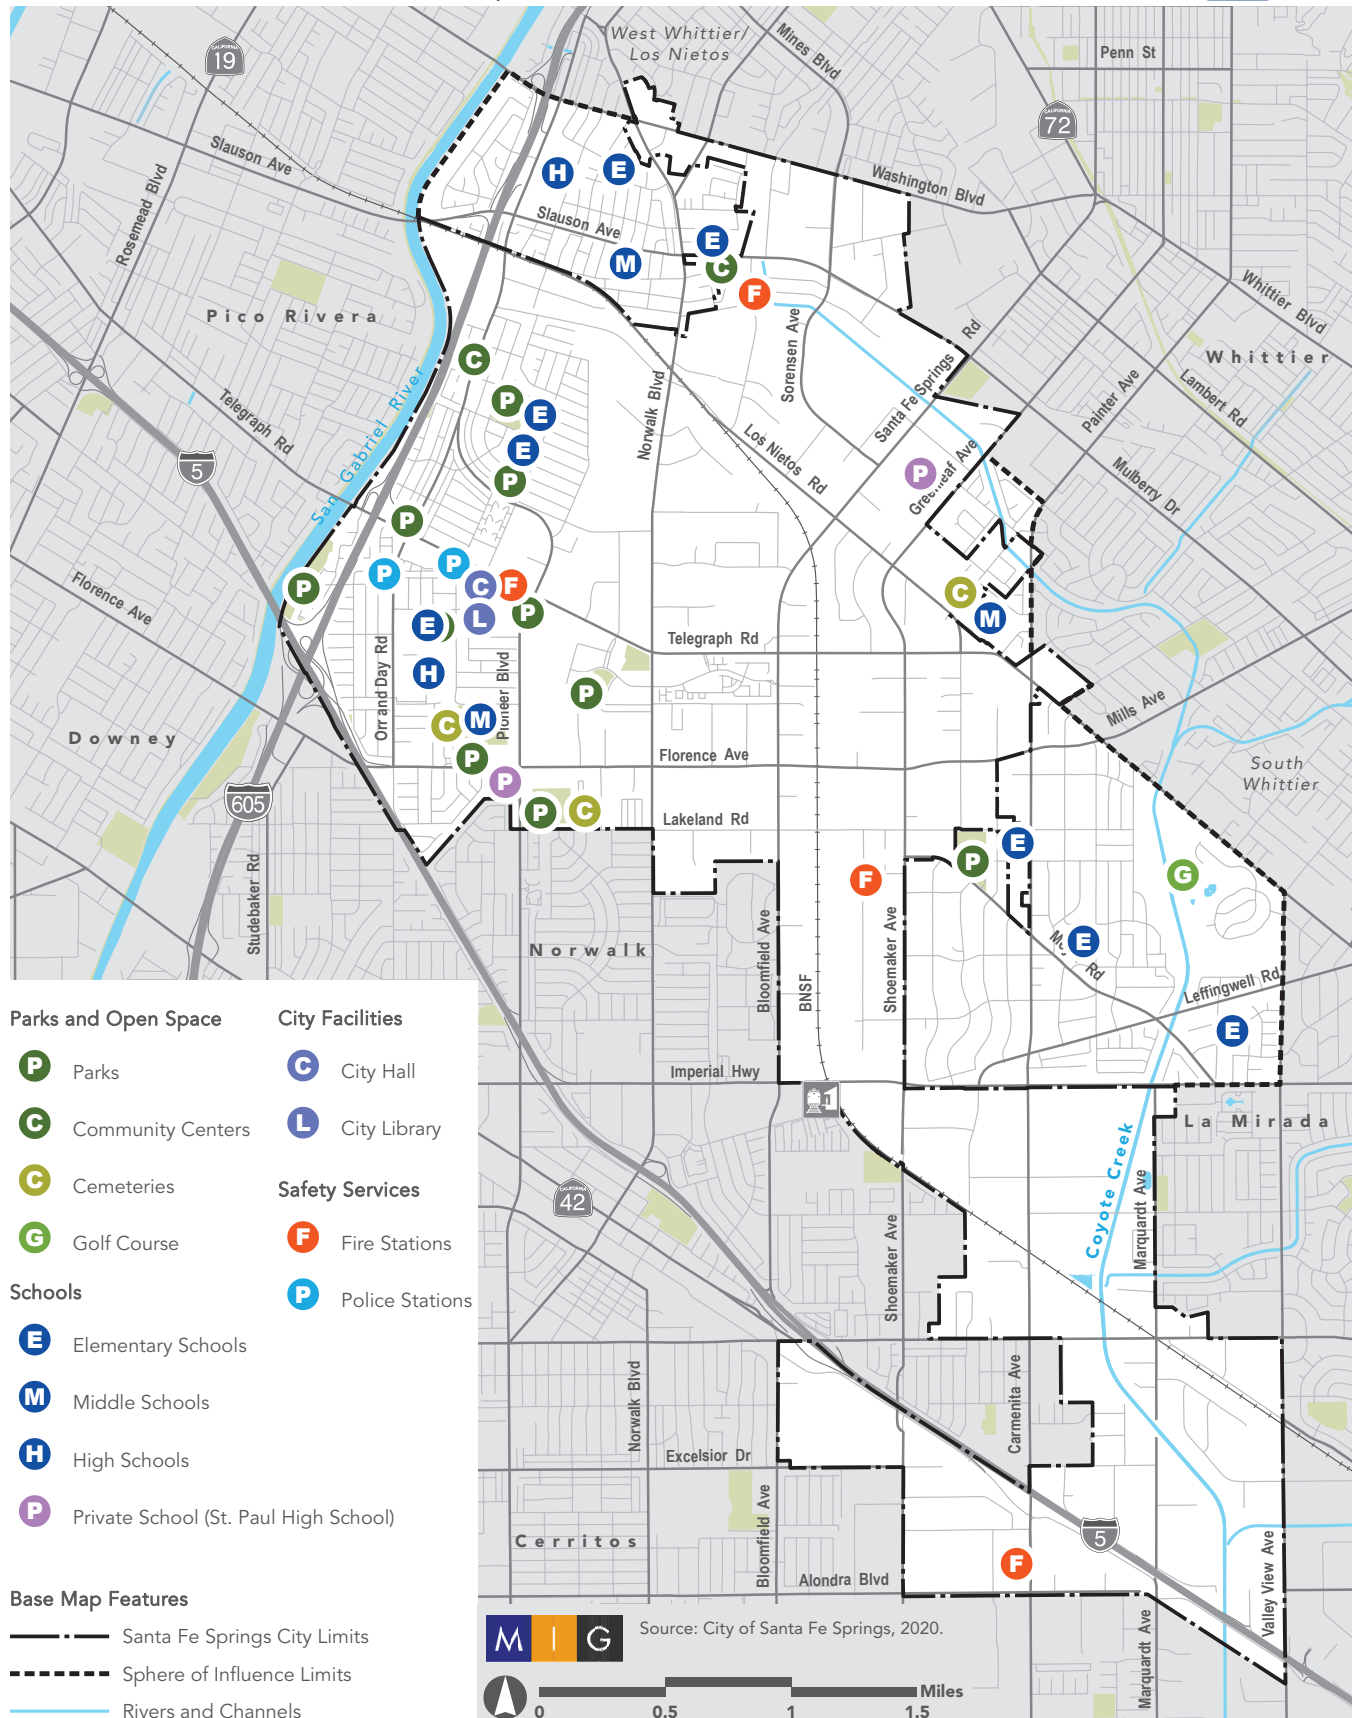 West Whittier/
Los Nietos
Mines Blvd
Penn St
CALIFORNIA
19
CALIFORNIA
72
Slauson Ave
Rosemead Blvd
Washington Blvd
H
E
Slauson Ave
E
M
C
F
Whittier Blvd
Pico Rivera
Sorensen Ave
Santa Fe Springs Rd
Whittier
C
San Gabriel River
Telegraph Rd
P
E
Norwalk Blvd
Painter Ave
Lambert Rd
E
Los Nietos Rd
P
Greenleaf Ave
Mulberry Dr
5
P
P
P
P
P
C
F
Florence Ave
P
C
E
L
M
Telegraph Rd
H
P
Orr and Day Rd
Pioneer Blvd
Mills Ave
C
M
Downey
P
Florence Ave
South
Whittier
P
605
P
C
Lakeland Rd
E
P
F
G
Studebaker Rd
Norwalk
Bloomfield Ave
BNSF
Shoemaker Ave
E
Rd
Leffingwell Rd
E
Imperial Hwy
La Mirada
Coyote Creek
Marquardt Ave
CALIFORNIA
42
Shoemaker Ave
Norwalk Blvd
Carmenita Ave
Excelsior Dr
Bloomfield Ave
Cerritos
5
F
Alondra Blvd
Valley View Ave
Marquardt Ave
Parks and Open Space
P Parks
C Community Centers
C Cemeteries
G Golf Course
Schools
E Elementary Schools
M Middle Schools
H High Schools
P Private School (St. Paul High School)
City Facilities
C City Hall
L City Library
Safety Services
F Fire Stations
P Police Stations
Base Map Features
Santa Fe Springs City Limits
Sphere of Influence Limits
Rivers and Channels
M I G
Source: City of Santa Fe Springs, 2020.
Miles
0 0.5 1 1.5